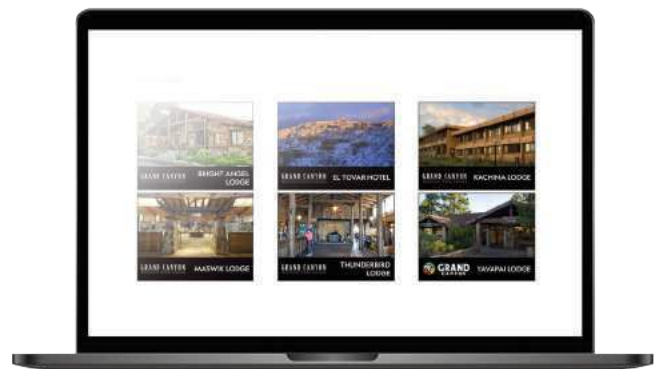 GRAND CANYON
BRIGHT ANGEL
LODGE
GRAND CANYON
EL TOVAR HOTEL
GRAND CANYON
KACHINA LODGE
GRAND CANYON
MASWIK LODGE
GRAND CANYON
THUNDERBIRD
LODGE
GRAND
CANYON
YAVAPAI LODGE